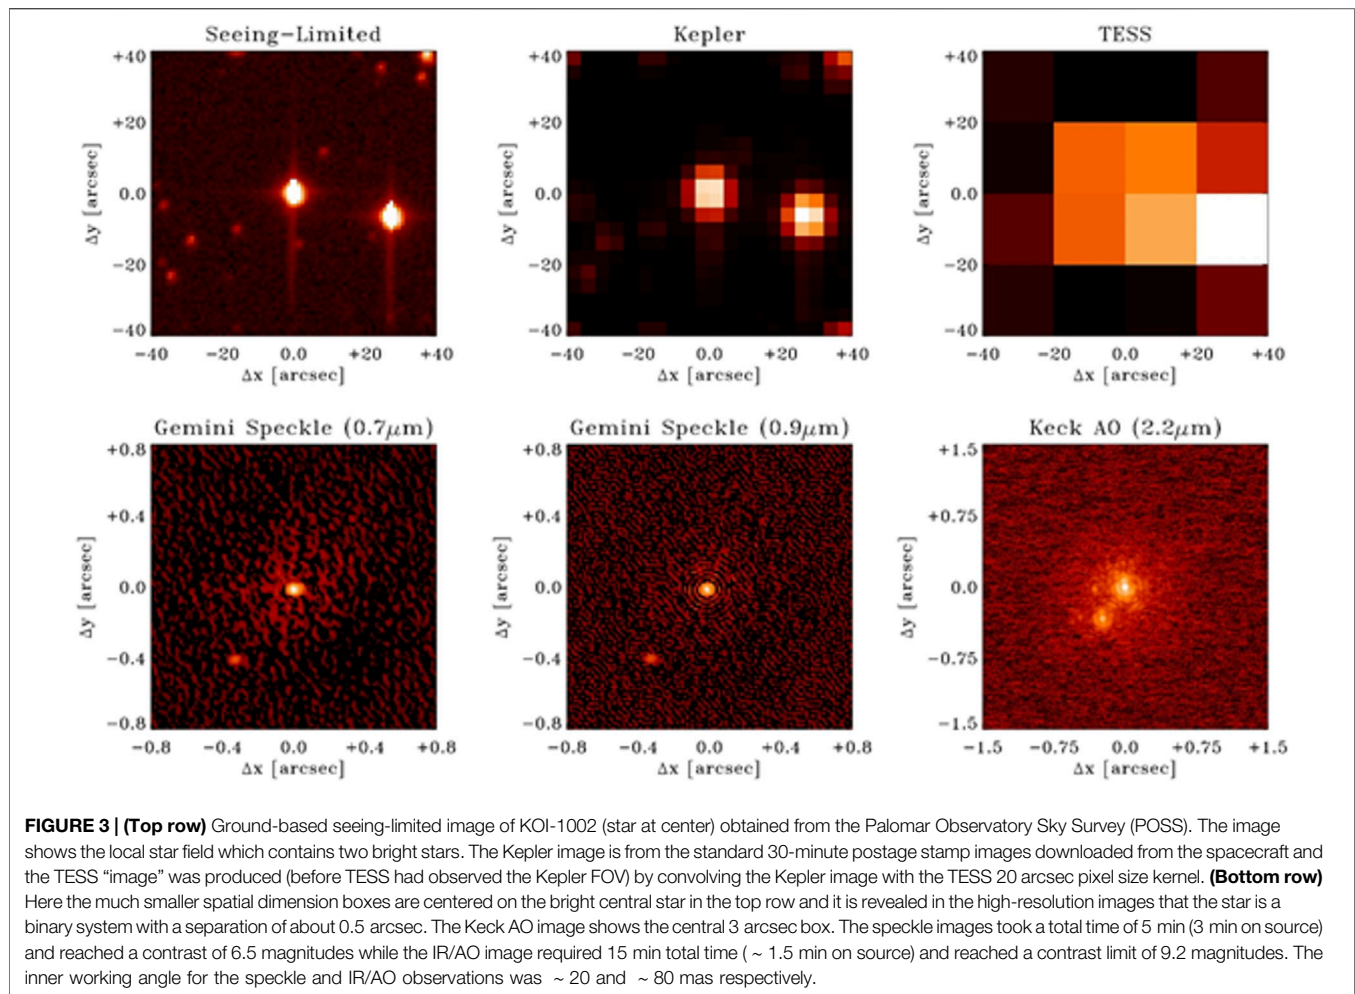 Seeing-Limited
Kepler
TESS
+40
+20
0.0
−20
−40
Δy [arcsec]
−40 −20 0.0 +20 +40
Δx [arcsec]
+40
+20
0.0
−20
−40
Δy [arcsec]
−40 −20 0.0 +20 +40
Δx [arcsec]
+40
+20
0.0
−20
−40
Δy [arcsec]
−40 −20 0.0 +20 +40
Δx [arcsec]
Gemini Speckle (0.7μm)
Gemini Speckle (0.9μm)
Keck AO (2.2μm)
+0.8
+0.4
0.0
−0.4
−0.8
Δy [arcsec]
−0.8 −0.4 0.0 +0.4 +0.8
Δx [arcsec]
+0.8
+0.4
0.0
−0.4
−0.8
Δy [arcsec]
−0.8 −0.4 0.0 +0.4 +0.8
Δx [arcsec]
+1.5
+0.75
0.0
−0.75
−1.5
Δy [arcsec]
−1.5 −0.75 0.0 +0.75 +1.5
Δx [arcsec]
FIGURE 3 | (Top row) Ground-based seeing-limited image of KOI-1002 (star at center) obtained from the Palomar Observatory Sky Survey (POSS). The image
shows the local star field which contains two bright stars. The Kepler image is from the standard 30-minute postage stamp images downloaded from the spacecraft and
the TESS “image” was produced (before TESS had observed the Kepler FOV) by convolving the Kepler image with the TESS 20 arcsec pixel size kernel. (Bottom row)
Here the much smaller spatial dimension boxes are centered on the bright central star in the top row and it is revealed in the high-resolution images that the star is a
binary system with a separation of about 0.5 arcsec. The Keck AO image shows the central 3 arcsec box. The speckle images took a total time of 5 min (3 min on source)
and reached a contrast of 6.5 magnitudes while the IR/AO image required 15 min total time ( ~ 1.5 min on source) and reached a contrast limit of 9.2 magnitudes. The
inner working angle for the speckle and IR/AO observations was ~ 20 and ~ 80 mas respectively.